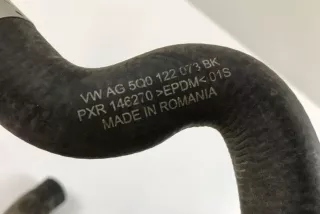 VW AG 5Q0 122 073 BK
PXR 146270 >EPDM< 01S
MADE IN ROMANIA